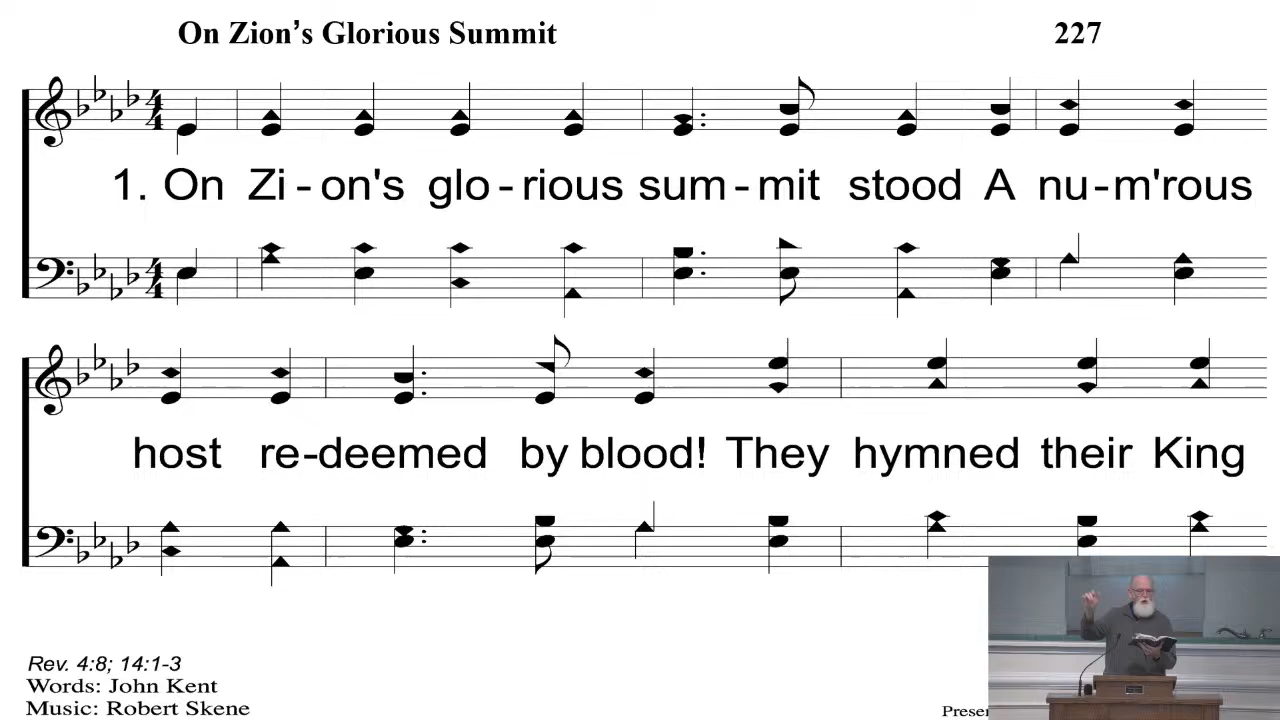 On Zion’s Glorious Summit 227
1. On Zi - on's glo - rious sum - mit stood A nu - m'rous
host re - deemed by blood! They hymned their King
Rev. 4:8; 14:1-3
Words: John Kent
Music: Robert Skene